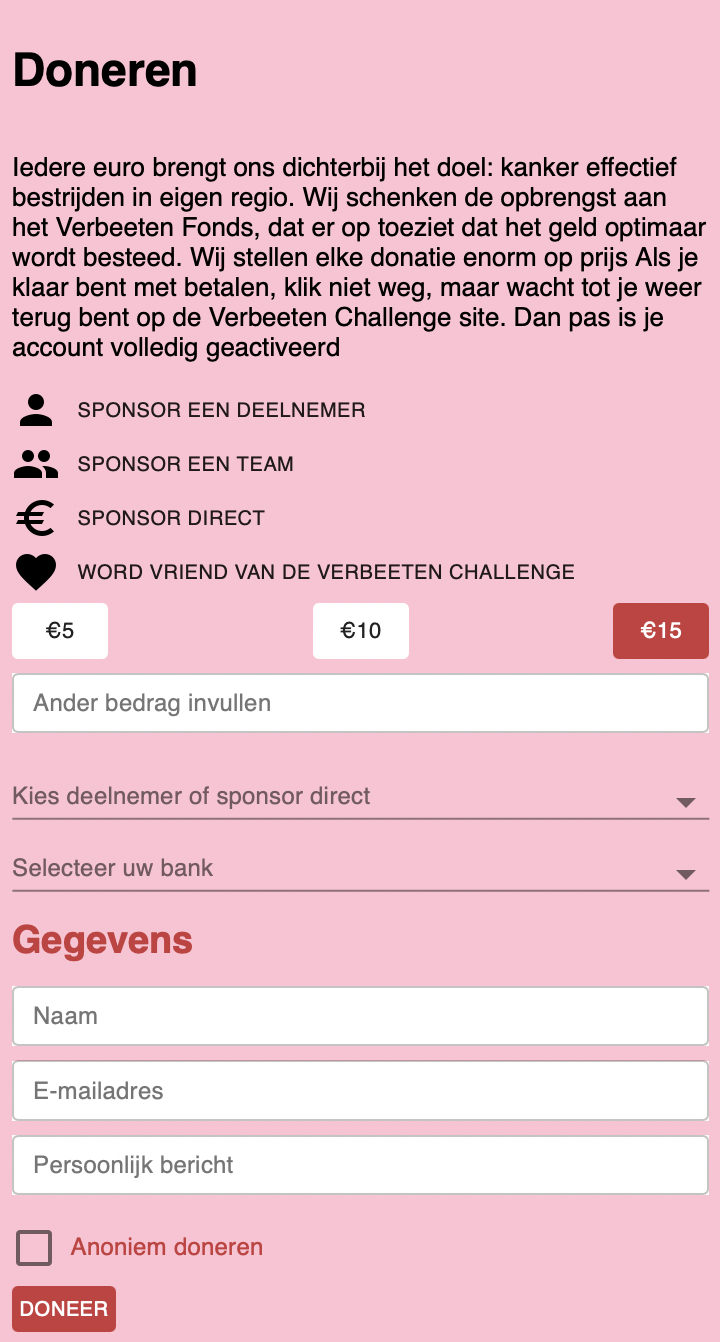 Doneren
Iedere euro brengt ons dichterbij het doel: kanker effectief
bestrijden in eigen regio. Wij schenken de opbrengst aan
het Verbeeten Fonds, dat er op toeziet dat het geld optimaar
wordt besteed. Wij stellen elke donatie enorm op prijs Als je
klaar bent met betalen, klik niet weg, maar wacht tot je weer
terug bent op de Verbeeten Challenge site. Dan pas is je
account volledig geactiveerd
SPONSOR EEN DEELNEMER
SPONSOR EEN TEAM
SPONSOR DIRECT
WORD VRIEND VAN DE VERBEETEN CHALLENGE
€5 €10 €15
Ander bedrag invullen
Kies deelnemer of sponsor direct
Selecteer uw bank
Gegevens
Naam
E-mailadres
Persoonlijk bericht
Anoniem doneren
DONEER